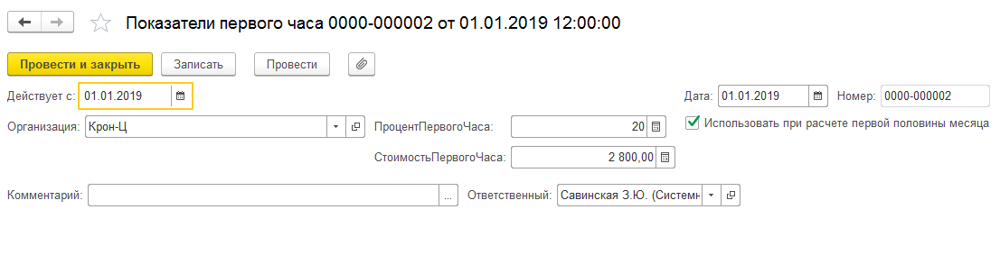 Показатели первого часа 0000-000002 от 01.01.2019 12:00:00
Провести и закрыть Записать Провести
Действует с: 01.01.2019 Дата: 01.01.2019 Номер: 0000-000002
Организация: Крон-Ц ПроцентПервогоЧаса: 20 Использовать при расчете первой половины месяца
СтоимостьПервогоЧаса: 2 800,00
Комментарий: ... Ответственный: Савинская З.Ю. (Системн